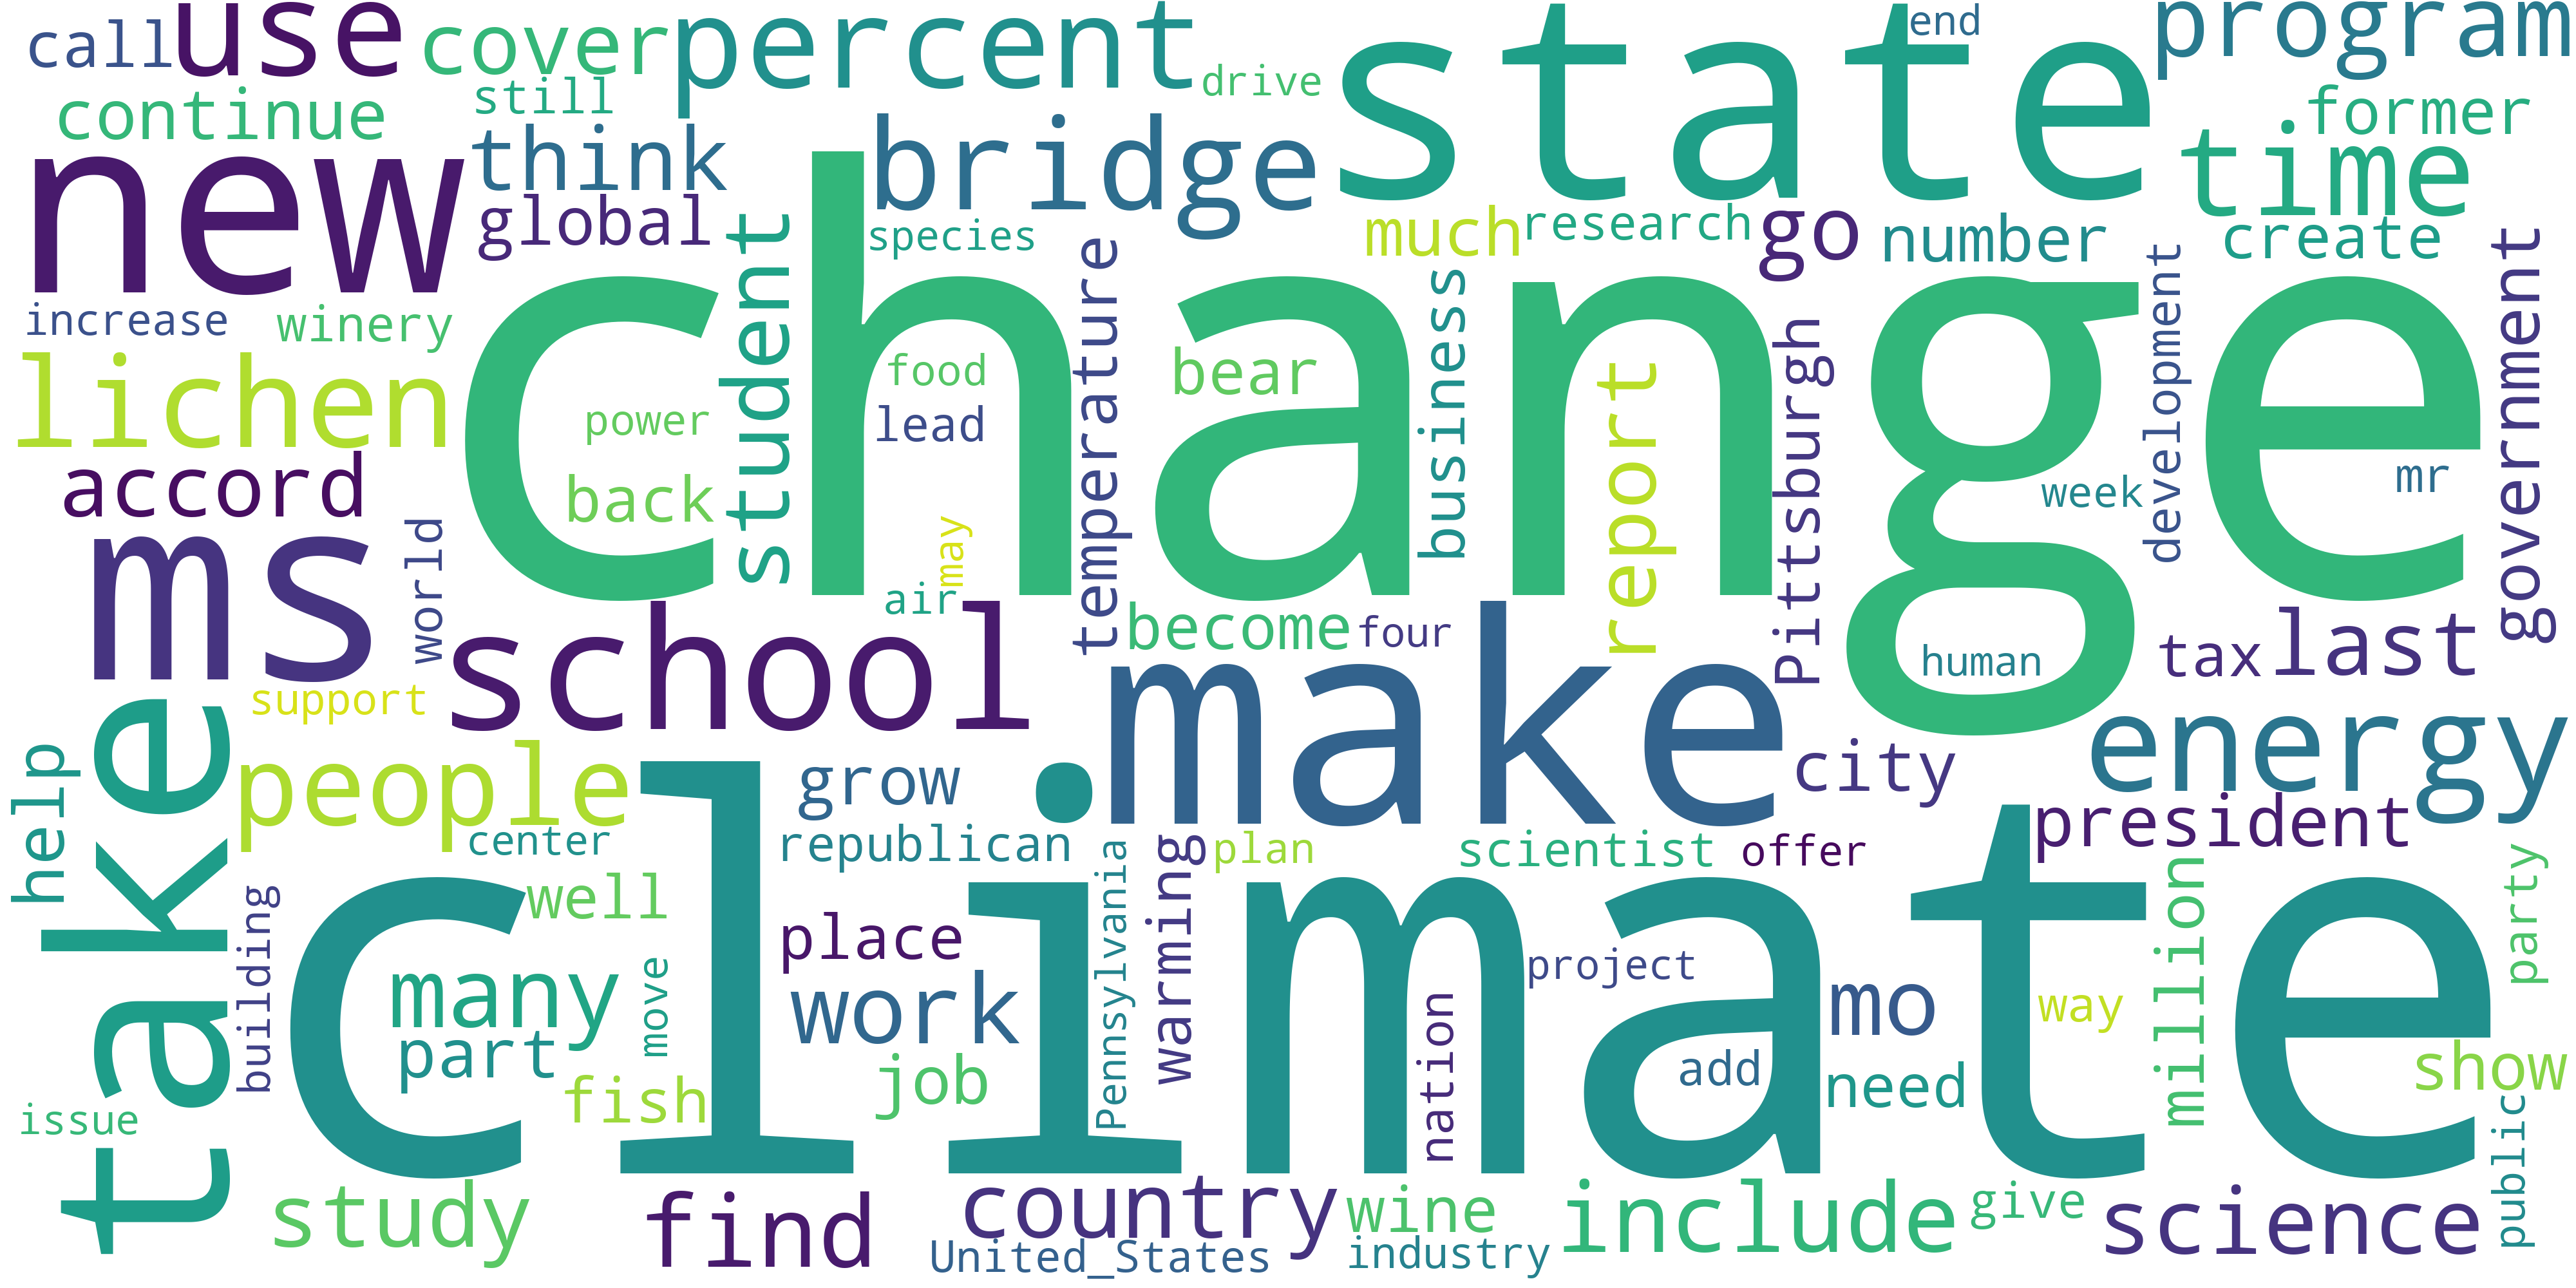 call
use
cover
percent
drive
state
end
program
continue
still
former
new
think
bridge
time
global
species
much
research
go
number
create
student
change
temperature
business
development
government
increase
winery
lichen
food
bear
report
Pittsburgh
power
lead
accord
back
week
mr
ms
world
may
air
school
become
four
human
tax
last
support
make
take
help
people
grow
city
energy
center
republican
plan
scientist
offer
president
climate
building
well
Pennsylvania
warming
million
party
many
move
place
project
mo
way
part
work
nation
add
need
show
fish
job
issue
public
study
find
country
wine
include
give
science
United_States
industry